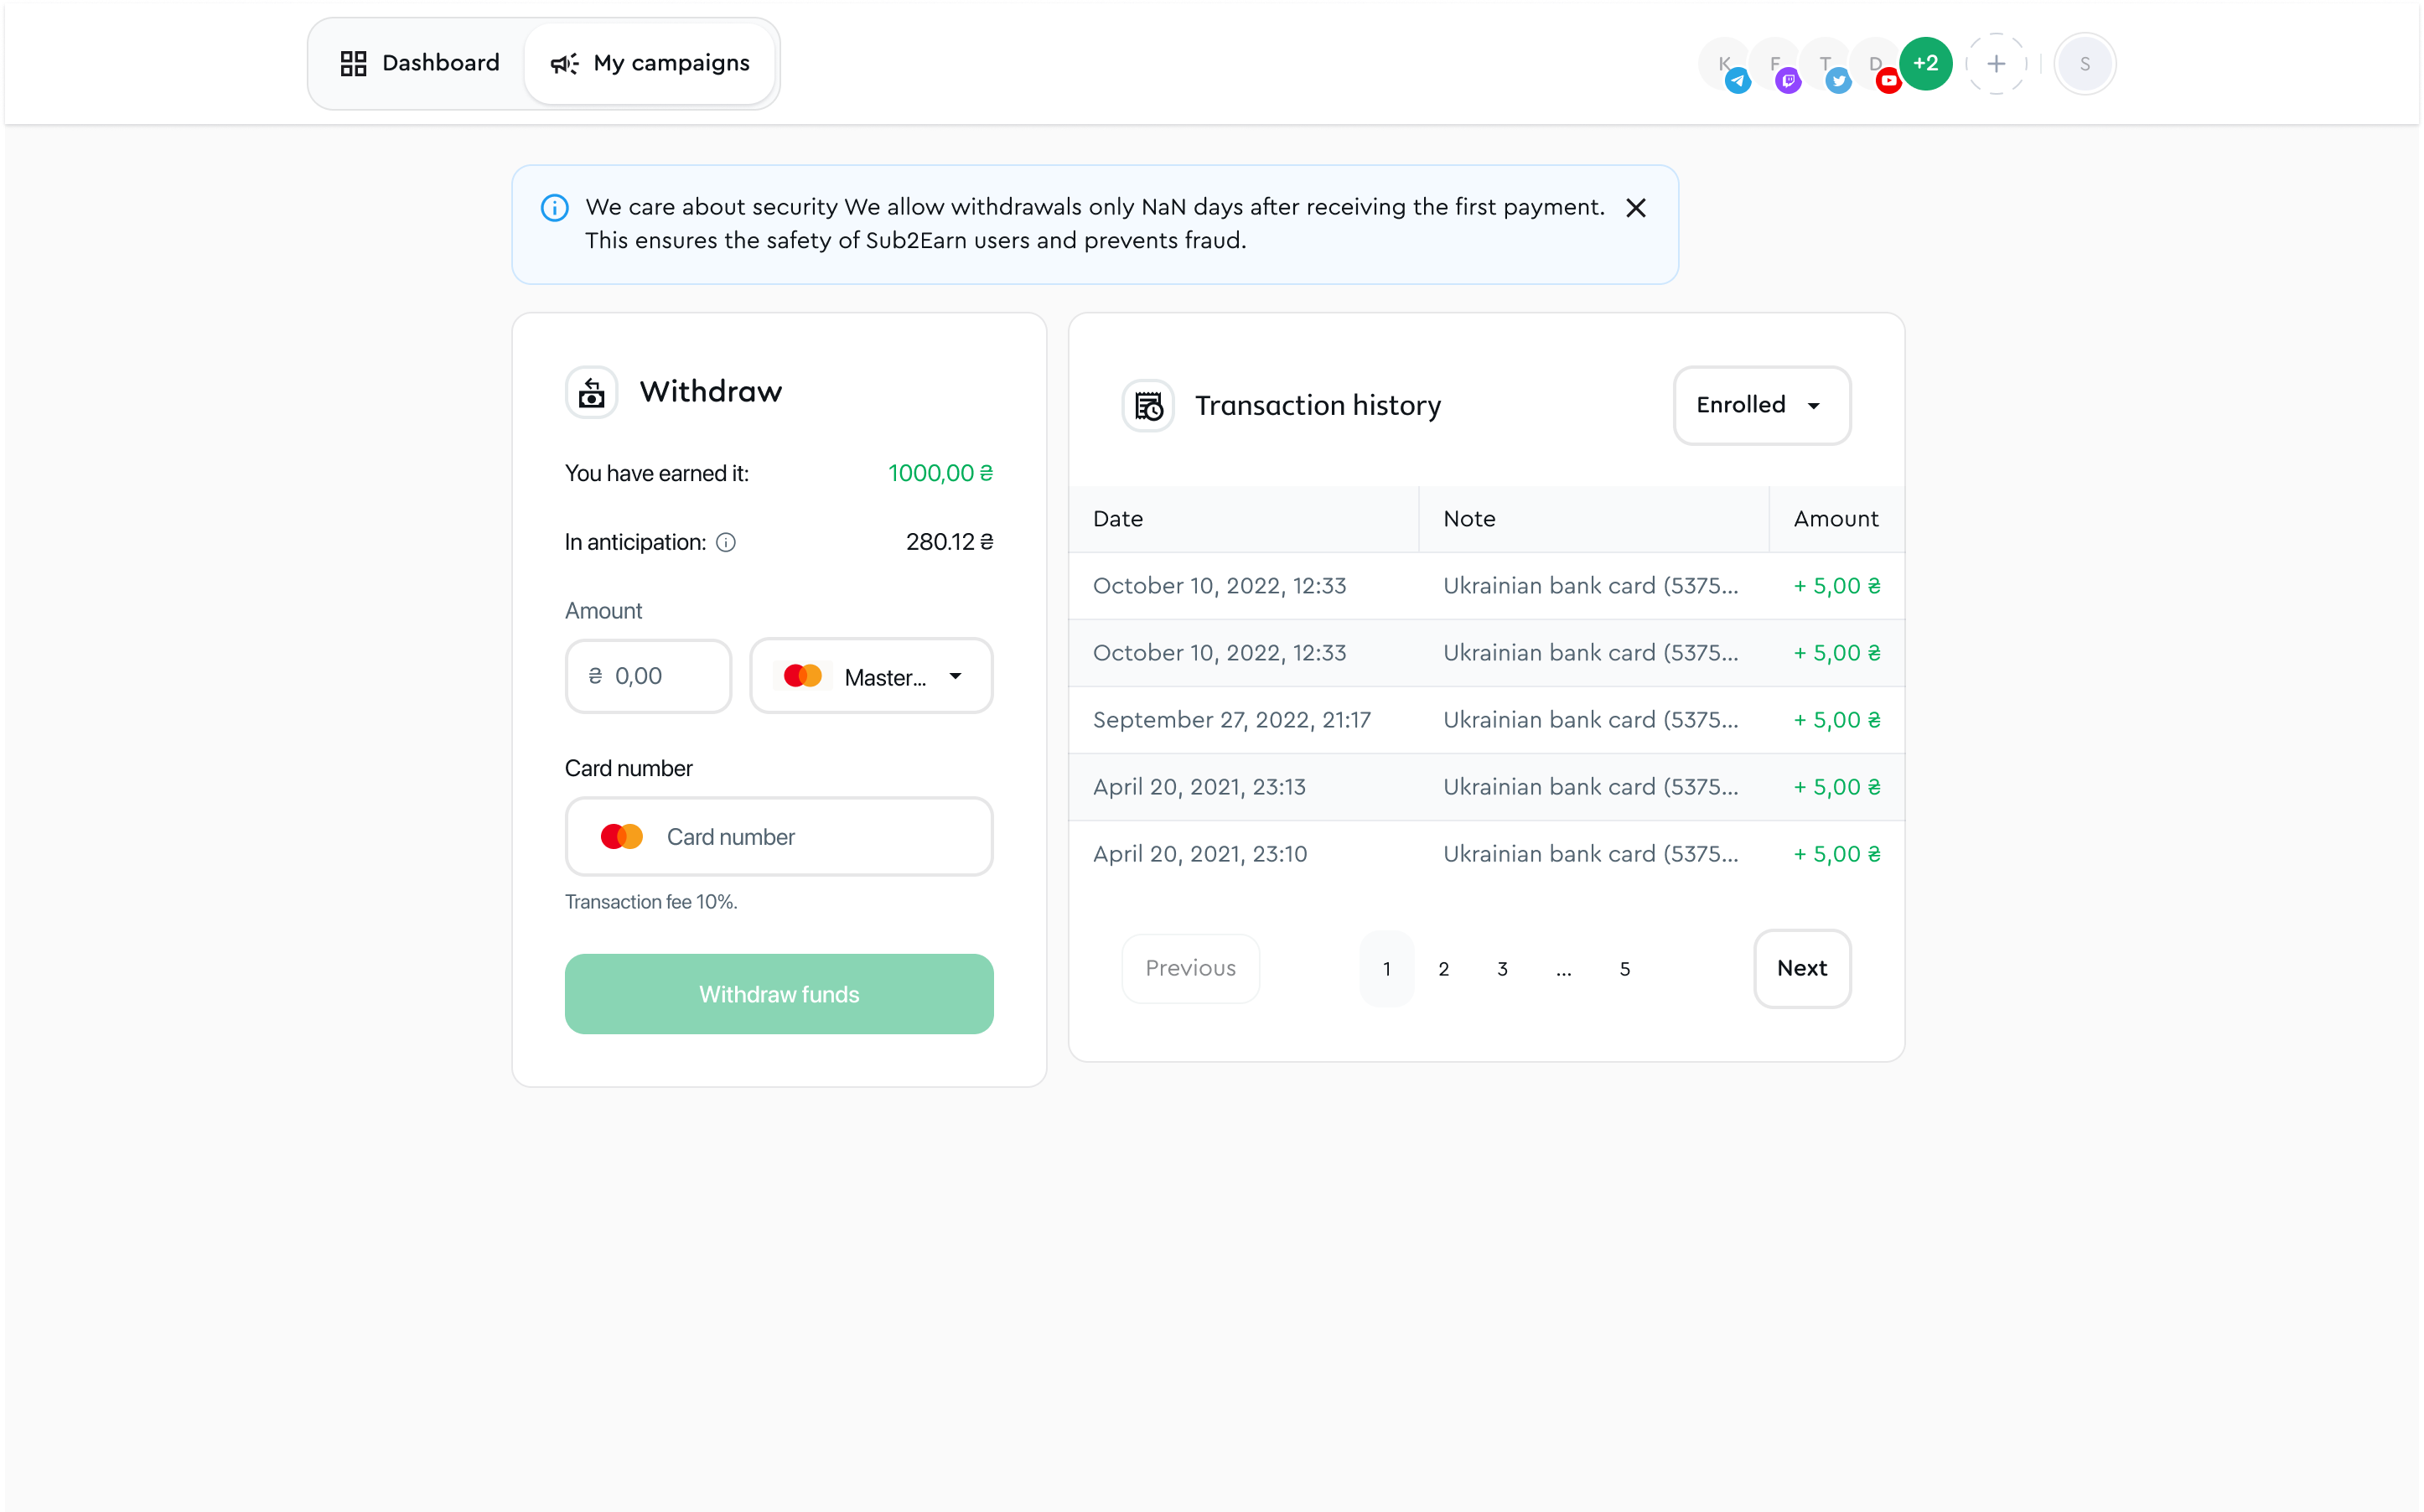 Dashboard
My campaigns
K
F
T
D
+2
S
We care about security We allow withdrawals only NaN days after receiving the first payment.
This ensures the safety of Sub2Earn users and prevents fraud.
Withdraw
You have earned it: 1000,00 ₴
In anticipation: 280.12 ₴
Amount
₴ 0,00
Master...
Card number
Card number
Transaction fee 10%.
Withdraw funds
Transaction history
Enrolled
Date Note Amount
October 10, 2022, 12:33 Ukrainian bank card (5375... + 5,00 ₴
October 10, 2022, 12:33 Ukrainian bank card (5375... + 5,00 ₴
September 27, 2022, 21:17 Ukrainian bank card (5375... + 5,00 ₴
April 20, 2021, 23:13 Ukrainian bank card (5375... + 5,00 ₴
April 20, 2021, 23:10 Ukrainian bank card (5375... + 5,00 ₴
Previous 1 2 3 ... 5 Next